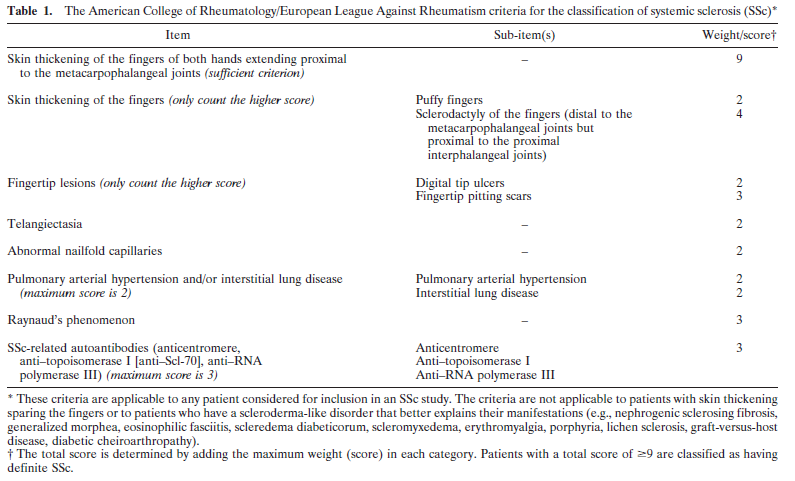 Table 1. The American College of Rheumatology/European League Against Rheumatism criteria for the classification of systemic sclerosis (SSc)*
Item Sub-item(s) Weight/score†
Skin thickening of the fingers of both hands extending proximal – 9
to the metacarpophalangeal joints (sufficient criterion)
Skin thickening of the fingers (only count the higher score) Puffy fingers 2
Sclerodactyly of the fingers (distal to the 4
metacarpophalangeal joints but
proximal to the proximal
interphalangeal joints)
Fingertip lesions (only count the higher score) Digital tip ulcers 2
Fingertip pitting scars 3
Telangiectasia – 2
Abnormal nailfold capillaries – 2
Pulmonary arterial hypertension and/or interstitial lung disease Pulmonary arterial hypertension 2
(maximum score is 2) Interstitial lung disease 2
Raynaud's phenomenon – 3
SSc-related autoantibodies (anticentromere, Anticentromere 3
anti–topoisomerase I [anti–Scl-70], anti–RNA Anti–topoisomerase I
polymerase III) (maximum score is 3) Anti–RNA polymerase III
* These criteria are applicable to any patient considered for inclusion in an SSc study. The criteria are not applicable to patients with skin thickening
sparing the fingers or to patients who have a scleroderma-like disorder that better explains their manifestations (e.g., nephrogenic sclerosing fibrosis,
generalized morphea, eosinophilic fasciitis, scleredema diabeticorum, scleromyxedema, erythromyalgia, porphyria, lichen sclerosis, graft-versus-host
disease, diabetic cheiroarthropathy).
† The total score is determined by adding the maximum weight (score) in each category. Patients with a total score of ≥9 are classified as having
definite SSc.